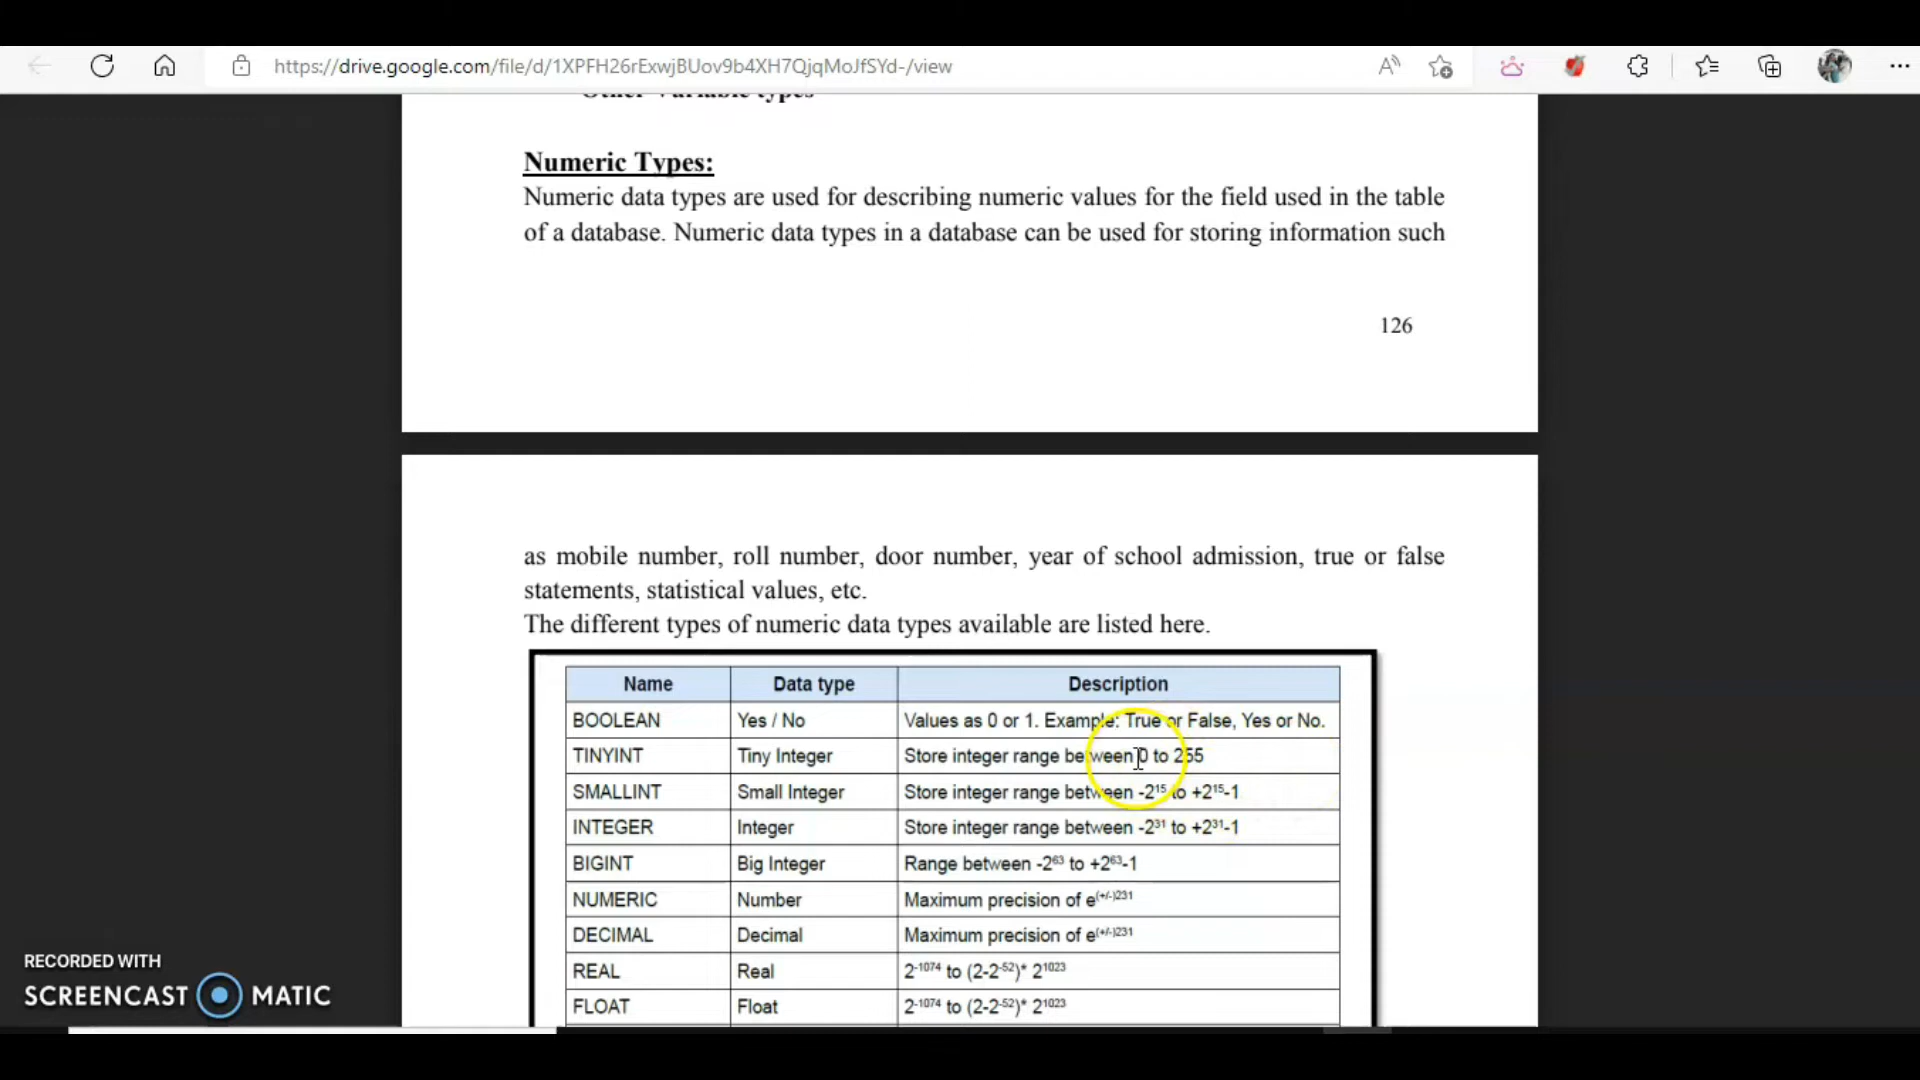 https://drive.google.com/file/d/1XPFH26rExwjBUov9b4XH7QjqMoJfSYd-/view
Other Variable types
Numeric Types:
Numeric data types are used for describing numeric values for the field used in the table
of a database. Numeric data types in a database can be used for storing information such
126
as mobile number, roll number, door number, year of school admission, true or false
statements, statistical values, etc.
The different types of numeric data types available are listed here.
Name Data type Description
BOOLEAN Yes / No Values as 0 or 1. Example: True or False, Yes or No.
TINYINT Tiny Integer Store integer range between 0 to 255
SMALLINT Small Integer Store integer range between -2¹⁵ to +2¹⁵-1
INTEGER Integer Store integer range between -2³¹ to +2³¹-1
BIGINT Big Integer Range between -2⁶³ to +2⁶³-1
NUMERIC Number Maximum precision of e⁽⁺/⁻⁾²³¹
DECIMAL Decimal Maximum precision of e⁽⁺/⁻⁾²³¹
REAL Real 2⁻¹⁰⁷⁴ to (2-2⁻⁵²)* 2¹⁰²³
FLOAT Float 2⁻¹⁰⁷⁴ to (2-2⁻⁵²)* 2¹⁰²³
RECORDED WITH
SCREENCAST MATIC